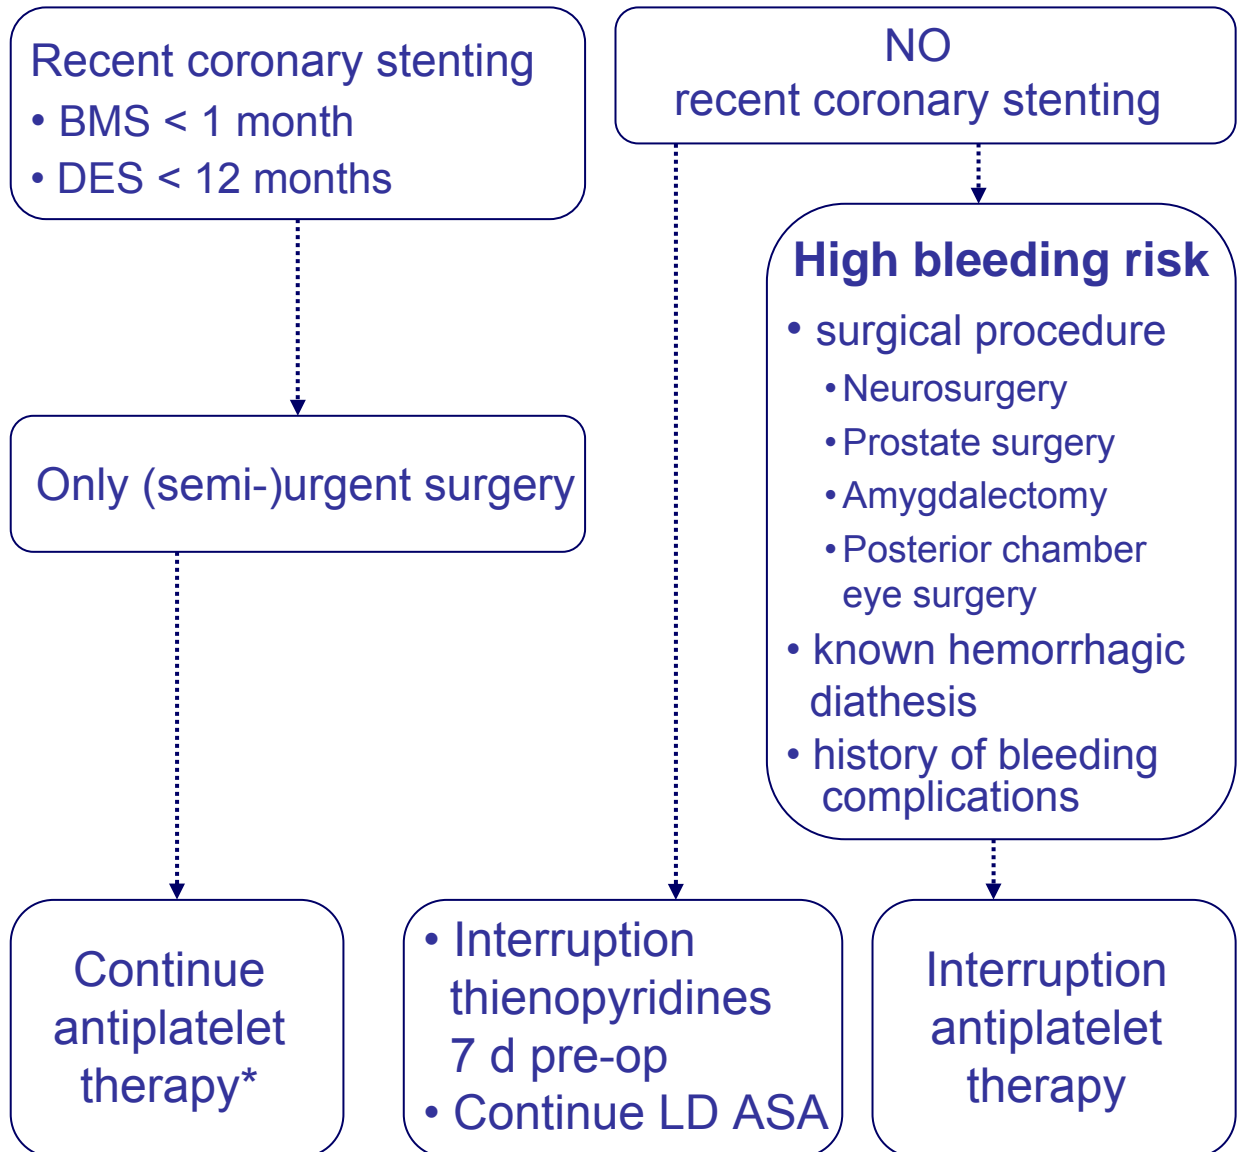 Recent coronary stenting
• BMS < 1 month
• DES < 12 months
NO
recent coronary stenting
High bleeding risk
• surgical procedure
• Neurosurgery
• Prostate surgery
• Amygdalectomy
• Posterior chamber
eye surgery
• known hemorrhagic
diathesis
• history of bleeding
complications
Only (semi-)urgent surgery
Continue
antiplatelet
therapy*
• Interruption
thienopyridines
7 d pre-op
• Continue LD ASA
Interruption
antiplatelet
therapy